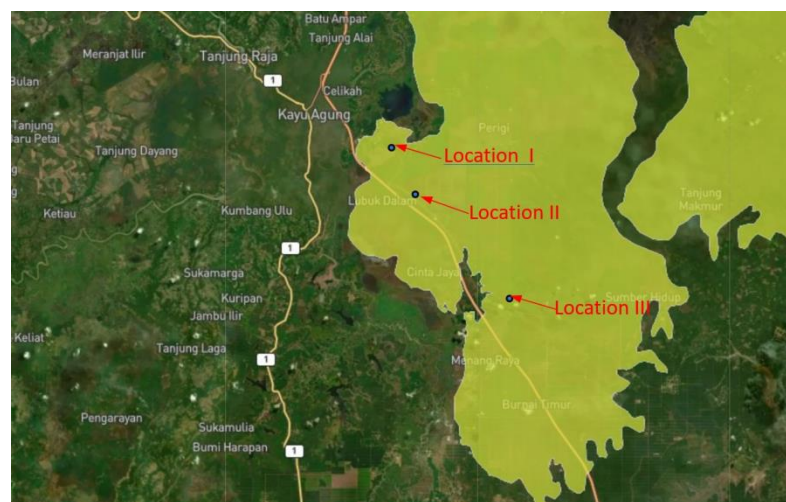 Batu Ampar
Tanjung Alai
Meranjat Ilir
Tanjung Raja
Bulan
1
Celikah
Kayu Agung
Tanjung
aru Petai
Perigi
Tanjung Dayang
Location I
Lubuk Dalam
Tanjung
Makmur
Ketiau
Kumbang Ulu
Location II
1
Sukamarga
Cinta Jaya
Kuripan
Sumber Hidup
Jambu Ilir
Location III
Keliat
Tanjung Laga
1
Menang Raya
Burnai Timur
Pengarayan
Sukamulia
Bumi Harapan
1